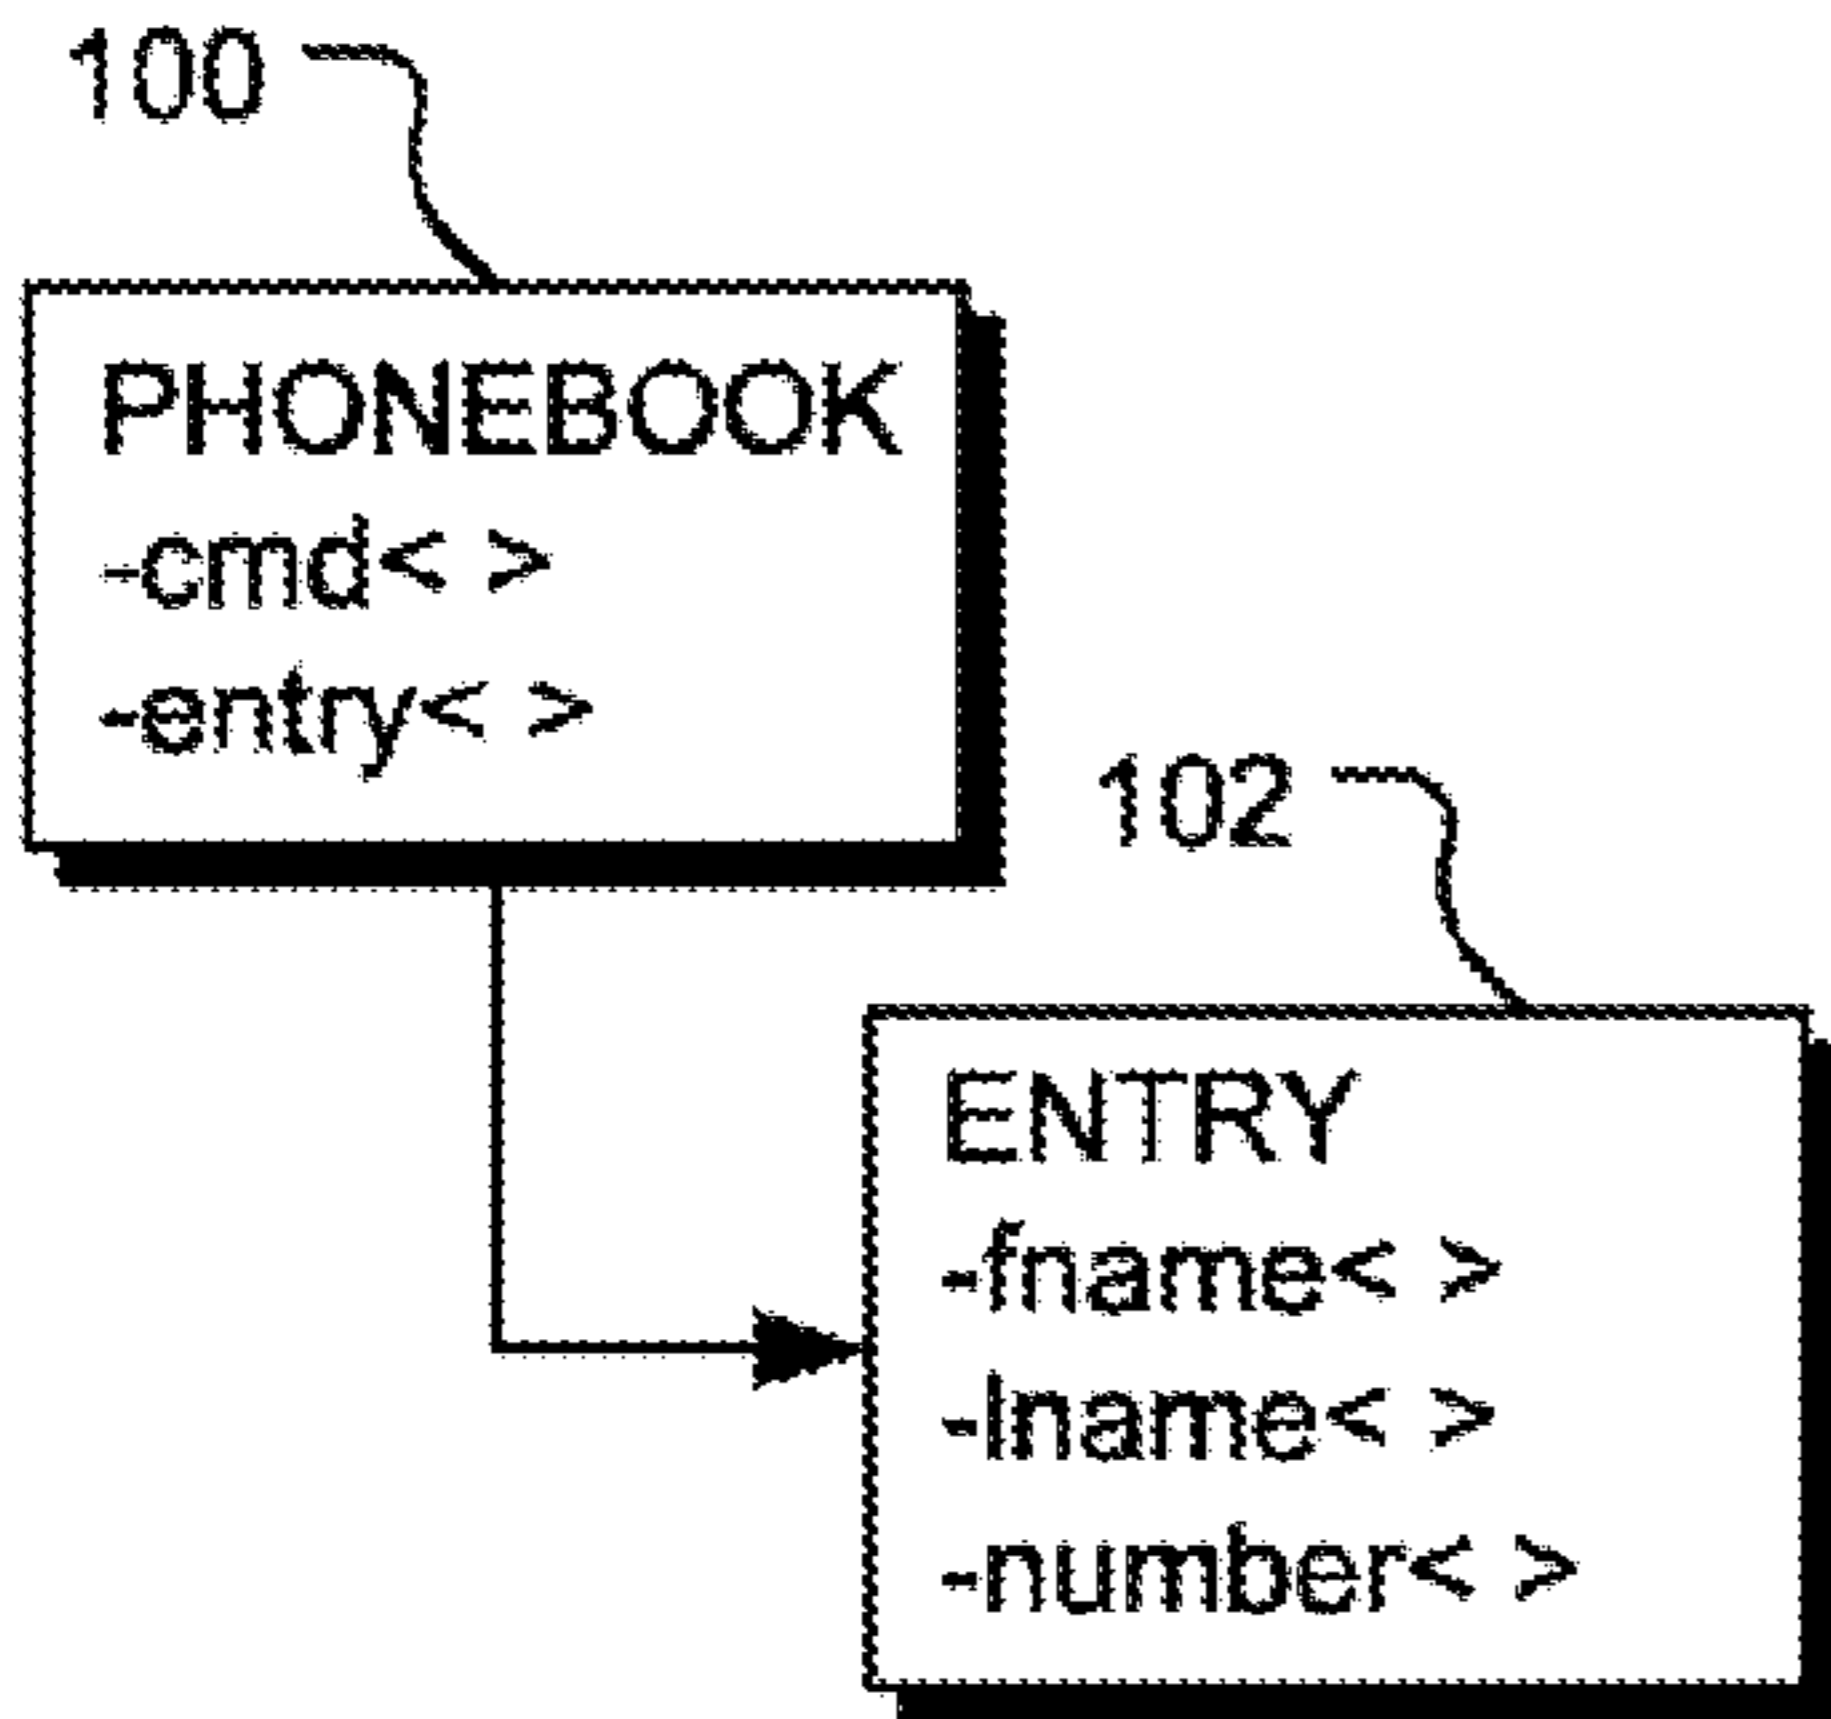 100
PHONEBOOK
-cmd< >
-entry< >
102
ENTRY
-fname< >
-lname< >
-number< >